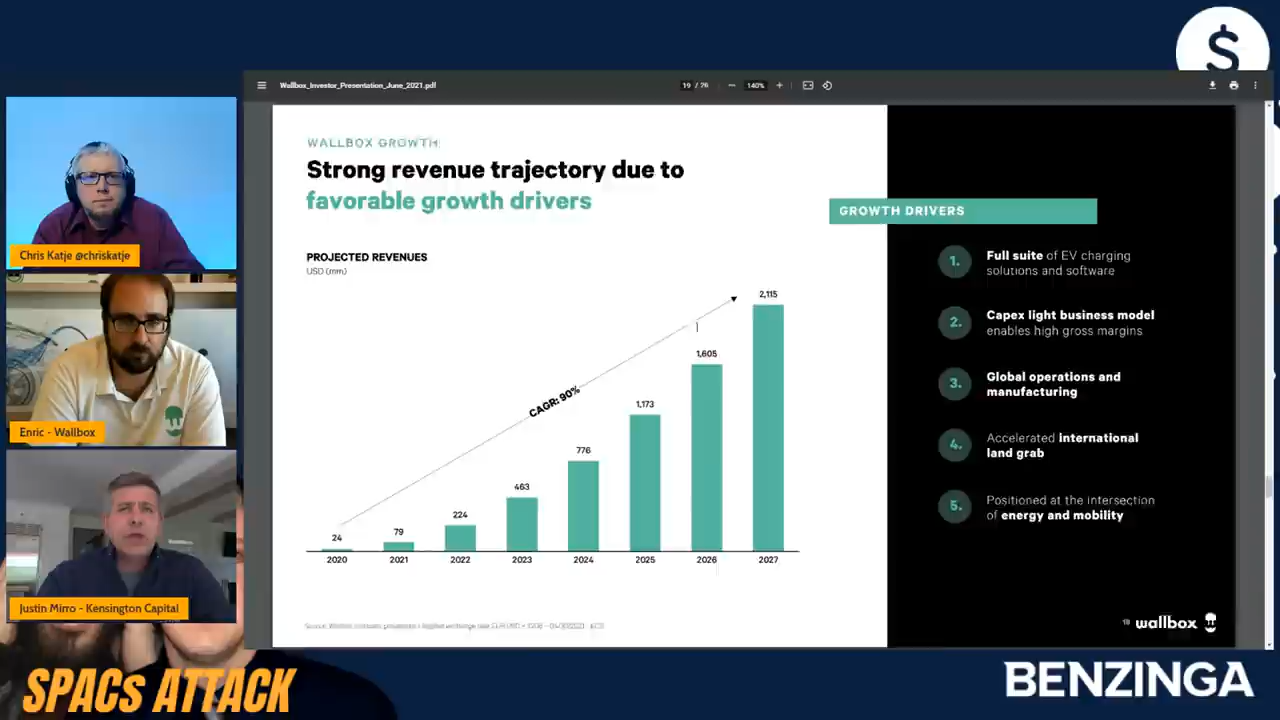 $
Wallbox_Investor_Presentation_June_2021.pdf
19 / 76
140%
Chris Katje @chriskatje
Enric - Wallbox
Justin Mirro - Kensington Capital
WALLBOX GROWTH
Strong revenue trajectory due to
favorable growth drivers
PROJECTED REVENUES
USD (mm)
CAGR: 90%
24
79
224
463
776
1,173
1,605
2,115
2020
2021
2022
2023
2024
2025
2026
2027
GROWTH DRIVERS
1. Full suite of EV charging
solutions and software
2. Capex light business model
enables high gross margins
3. Global operations and
manufacturing
4. Accelerated international
land grab
5. Positioned at the intersection
of energy and mobility
wallbox
SPACs ATTACK
BENZINGA